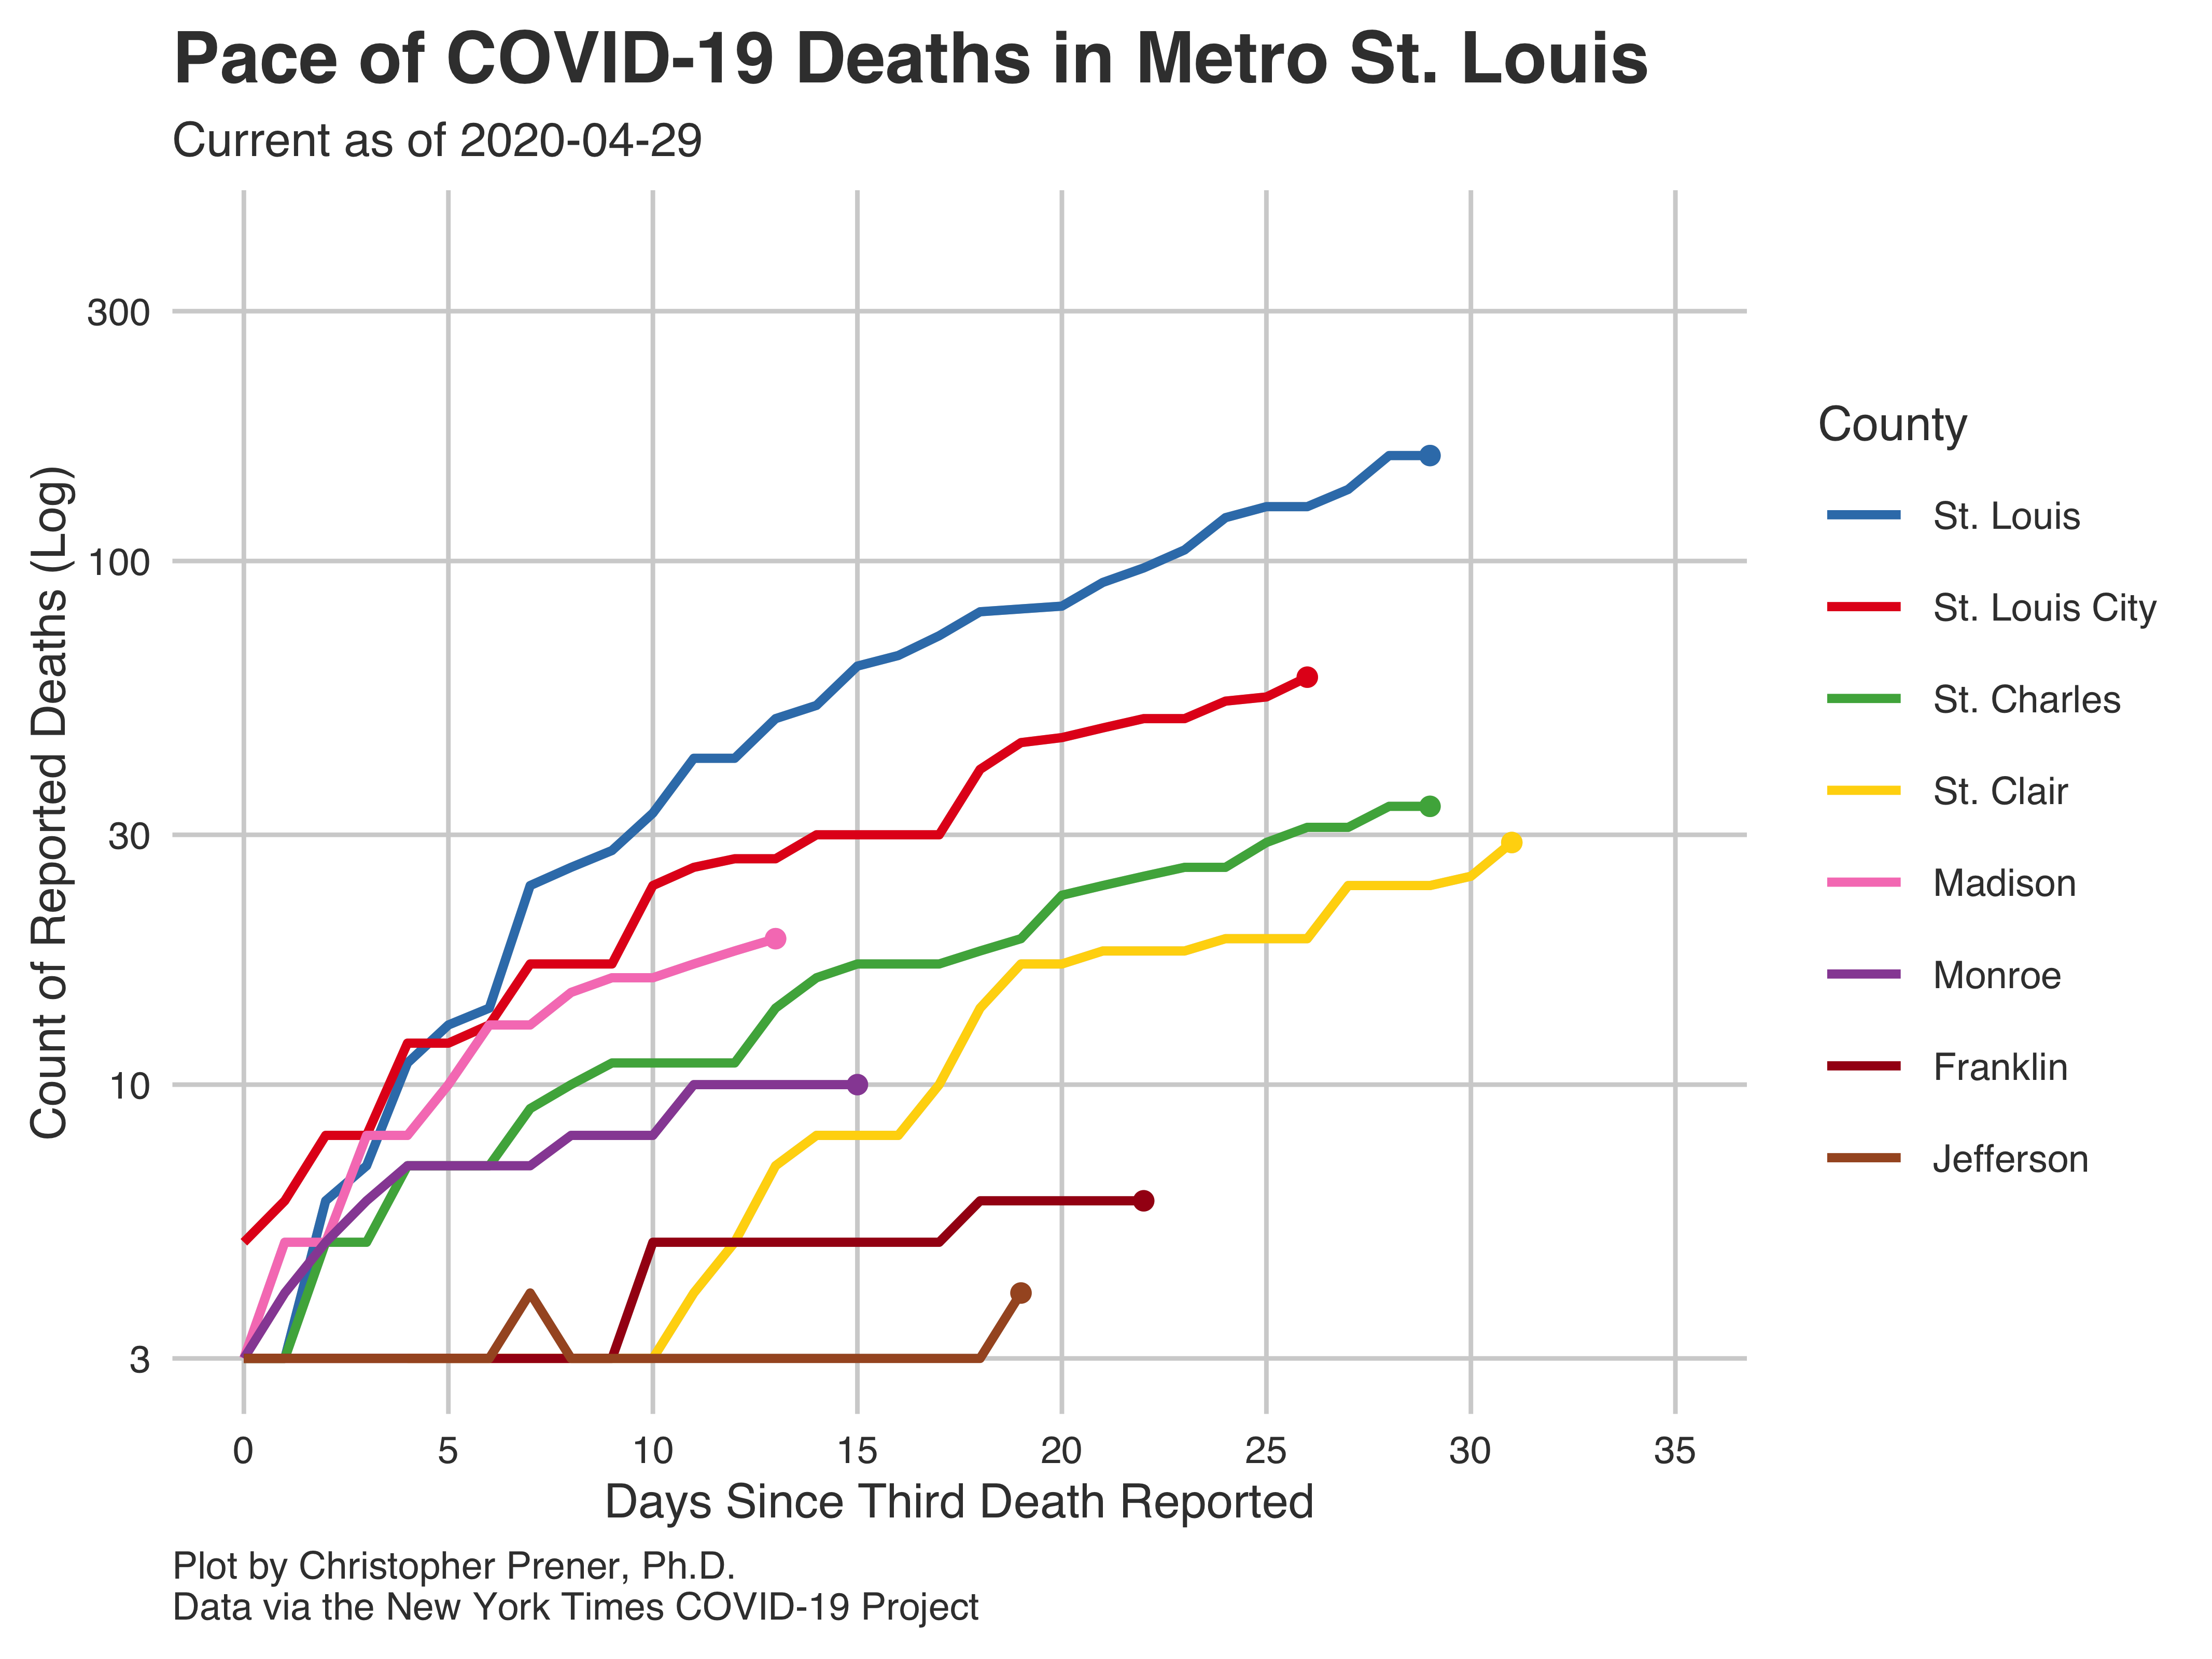 Pace of COVID-19 Deaths in Metro St. Louis
Current as of 2020-04-29
Count of Reported Deaths (Log)
300
100
30
10
3
0 5 10 15 20 25 30 35
Days Since Third Death Reported
County
St. Louis
St. Louis City
St. Charles
St. Clair
Madison
Monroe
Franklin
Jefferson
Plot by Christopher Prener, Ph.D.
Data via the New York Times COVID-19 Project